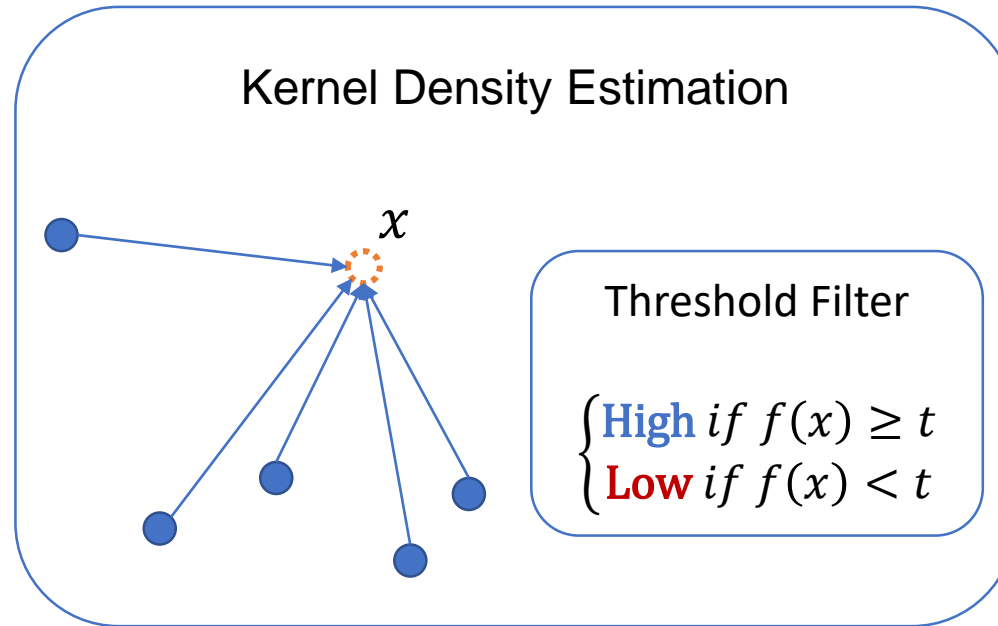 Kernel Density Estimation
x
Threshold Filter
High if f(x) ≥ t
Low if f(x) < t